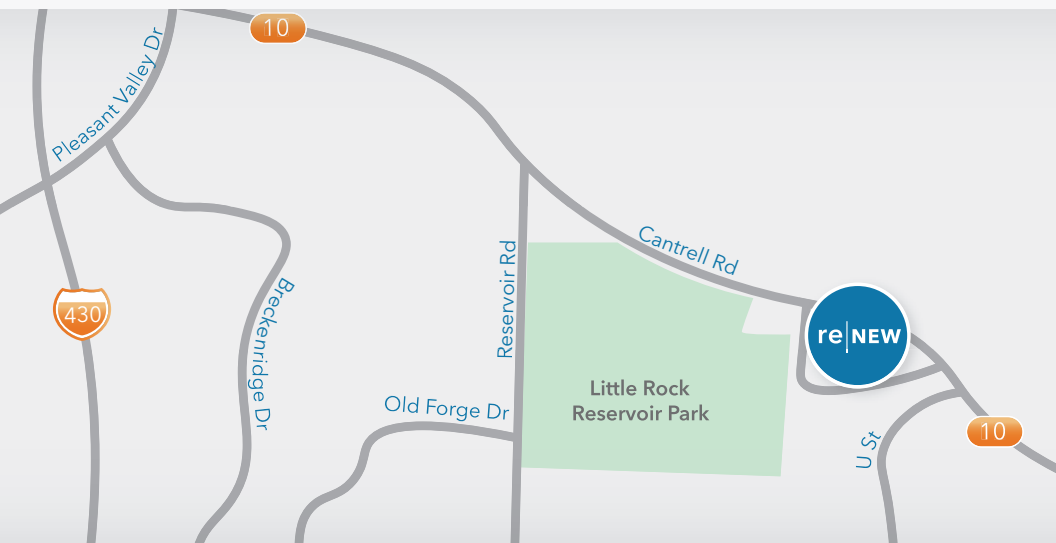 10
Pleasant Valley Dr
Cantrell Rd
Reservoir Rd
430
Breckenridge Dr
re|NEW
Little Rock
Reservoir Park
Old Forge Dr
10
U St